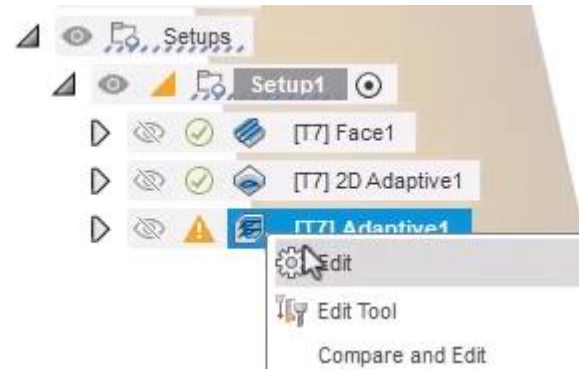 Setups
Setup1
[T7] Face1
[T7] 2D Adaptive1
[T7] Adaptive1
Edit
Edit Tool
Compare and Edit